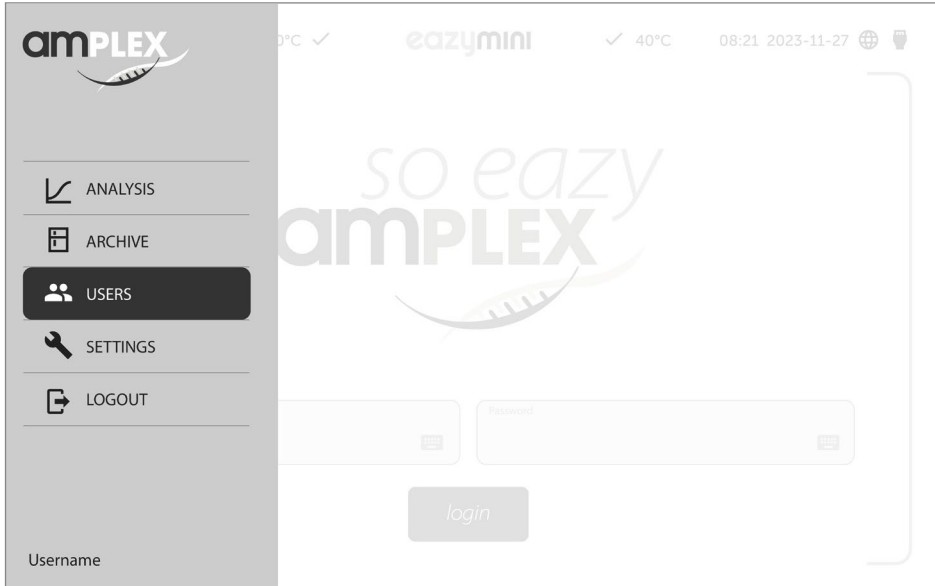 amPLEX
0°C eazymini 40°C 08:21 2023-11-27
so eazy
amPLEX
ANALYSIS
ARCHIVE
USERS
SETTINGS
LOGOUT
Password
login
Username